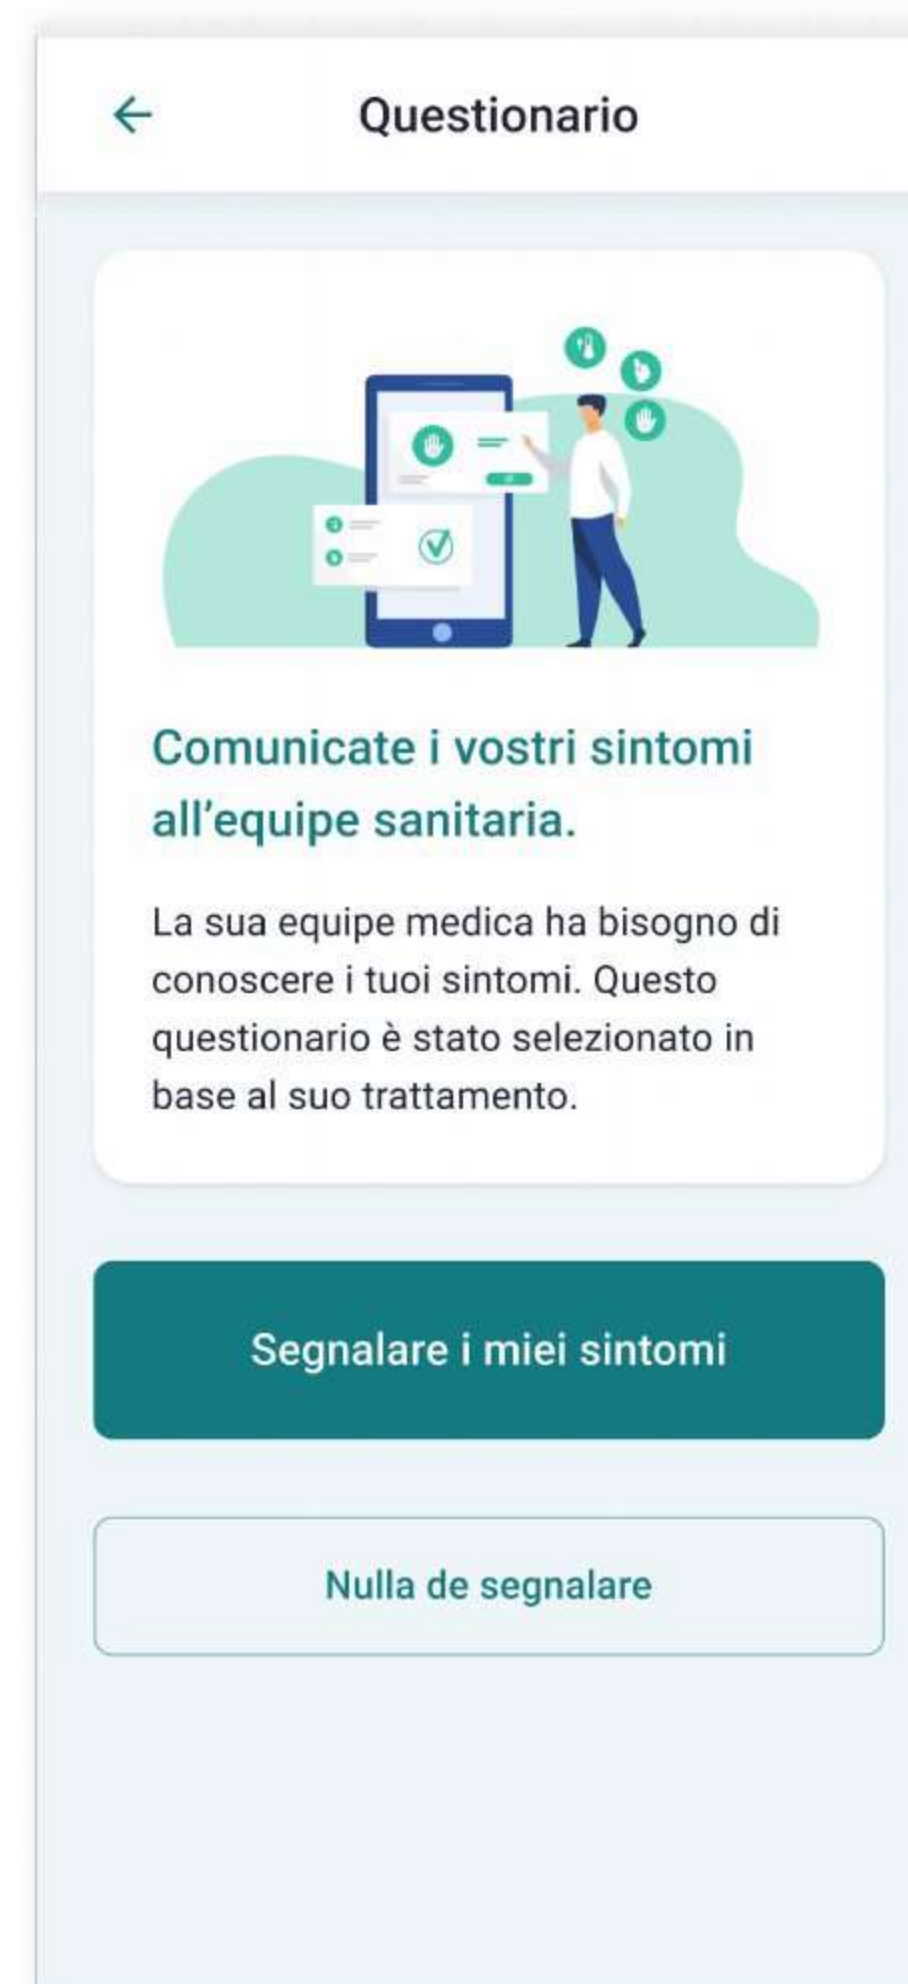 Questionario
Comunicate i vostri sintomi
all’equipe sanitaria.
La sua equipe medica ha bisogno di
conoscere i tuoi sintomi. Questo
questionario è stato selezionato in
base al suo trattamento.
Segnalare i miei sintomi
Nulla de segnalare